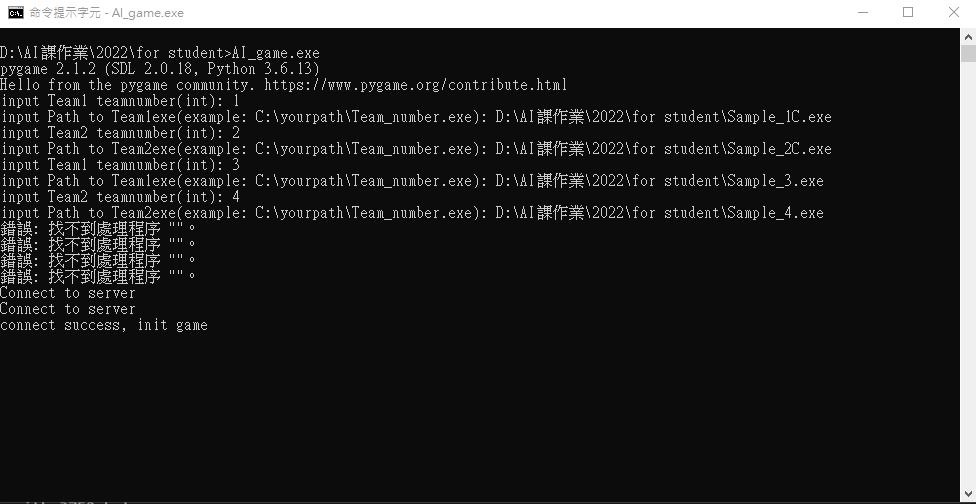 命令提示字元 - AI_game.exe
D:\AI課作業\2022\for student>AI_game.exe
pygame 2.1.2 (SDL 2.0.18, Python 3.6.13)
Hello from the pygame community. https://www.pygame.org/contribute.html
input Team1 teamnumber(int): 1
input Path to Team1exe(example: C:\yourpath\Team_number.exe): D:\AI課作業\2022\for student\Sample_1C.exe
input Team2 teamnumber(int): 2
input Path to Team2exe(example: C:\yourpath\Team_number.exe): D:\AI課作業\2022\for student\Sample_2C.exe
input Team1 teamnumber(int): 3
input Path to Team1exe(example: C:\yourpath\Team_number.exe): D:\AI課作業\2022\for student\Sample_3.exe
input Team2 teamnumber(int): 4
input Path to Team2exe(example: C:\yourpath\Team_number.exe): D:\AI課作業\2022\for student\Sample_4.exe
錯誤: 找不到處理程序 ""。
錯誤: 找不到處理程序 ""。
錯誤: 找不到處理程序 ""。
錯誤: 找不到處理程序 ""。
Connect to server
Connect to server
connect success, init game